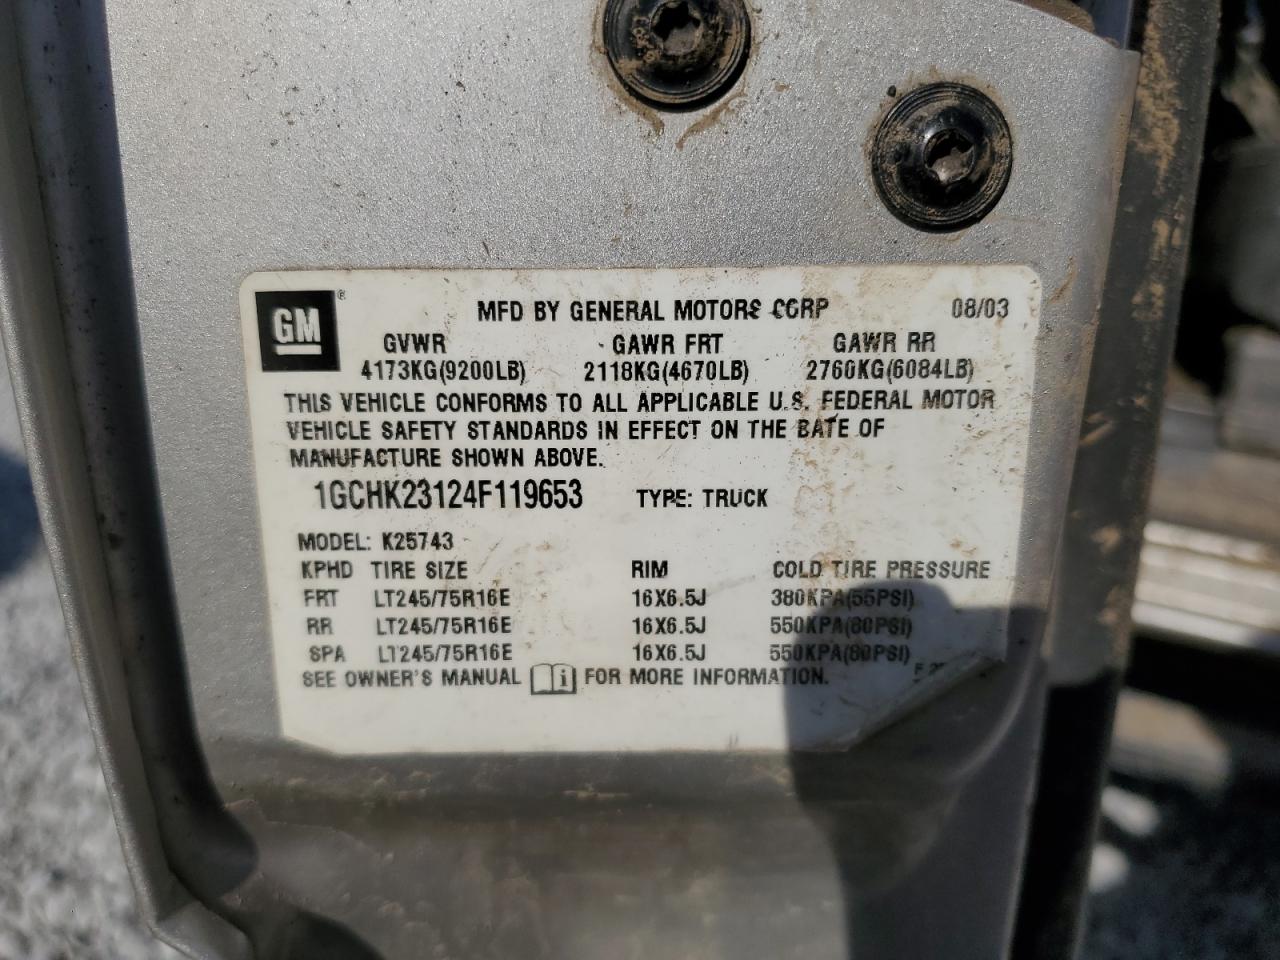 GM ®
MFD BY GENERAL MOTORS CORP 08/03
GVWR GAWR FRT GAWR RR
4173KG(9200LB) 2118KG(4670LB) 2760KG(6084LB)
THIS VEHICLE CONFORMS TO ALL APPLICABLE U.S. FEDERAL MOTOR
VEHICLE SAFETY STANDARDS IN EFFECT ON THE DATE OF
MANUFACTURE SHOWN ABOVE.
1GCHK23124F119653 TYPE: TRUCK
MODEL: K25743
KPHD TIRE SIZE RIM COLD TIRE PRESSURE
FRT LT245/75R16E 16X6.5J 380KPA(55PSI)
RR LT245/75R16E 16X6.5J 550KPA(80PSI)
SPA LT245/75R16E 16X6.5J 550KPA(80PSI)
SEE OWNER'S MANUAL i FOR MORE INFORMATION.